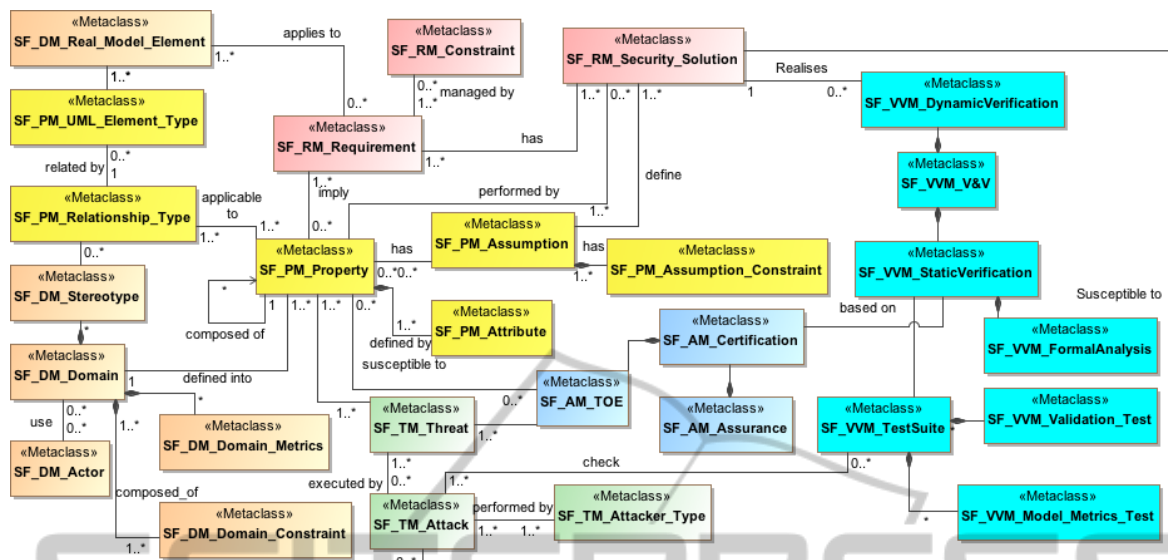 «Metaclass»
SF_DM_Real_Model_Element
1..*
applies to
1..*
0..*
«Metaclass»
SF_RM_Constraint
0..*
managed by
1..*
«Metaclass»
SF_RM_Security_Solution
1..*
0..*
1..*
Realises
1
0..*
«Metaclass»
SF_VVM_DynamicVerification
«Metaclass»
SF_PM_UML_Element_Type
0..*
related by
1
«Metaclass»
SF_RM_Requirement
1..*
has
1..*
imply
0..*
performed by
1..*
define
«Metaclass»
SF_VVM_V&V
«Metaclass»
SF_PM_Relationship_Type
applicable
to
1..*
1..*
0..*
«Metaclass»
SF_PM_Property
has
0..*
0..*
«Metaclass»
SF_PM_Assumption
has
1..*
«Metaclass»
SF_PM_Assumption_Constraint
«Metaclass»
SF_VVM_StaticVerification
based on
Susceptible to
«Metaclass»
SF_DM_Stereotype
*
*
1
1..*
1..*
0..*
composed of
1..*
defined by
«Metaclass»
SF_PM_Attribute
susceptible to
«Metaclass»
SF_AM_Certification
«Metaclass»
SF_VVM_FormalAnalysis
«Metaclass»
SF_DM_Domain
1
defined into
*
0..*
use
0..*
1..*
«Metaclass»
SF_DM_Domain_Metrics
«Metaclass»
SF_DM_Actor
1..*
«Metaclass»
SF_TM_Threat
1..*
0..*
«Metaclass»
SF_AM_TOE
«Metaclass»
SF_AM_Assurance
«Metaclass»
SF_VVM_TestSuite
*
0..*
*
«Metaclass»
SF_VVM_Validation_Test
1..*
executed by
0..*
check
1..*
composed_of
1..*
«Metaclass»
SF_DM_Domain_Constraint
«Metaclass»
SF_TM_Attack
performed by
1..*
1..*
«Metaclass»
SF_TM_Attacker_Type
«Metaclass»
SF_VVM_Model_Metrics_Test
0..*